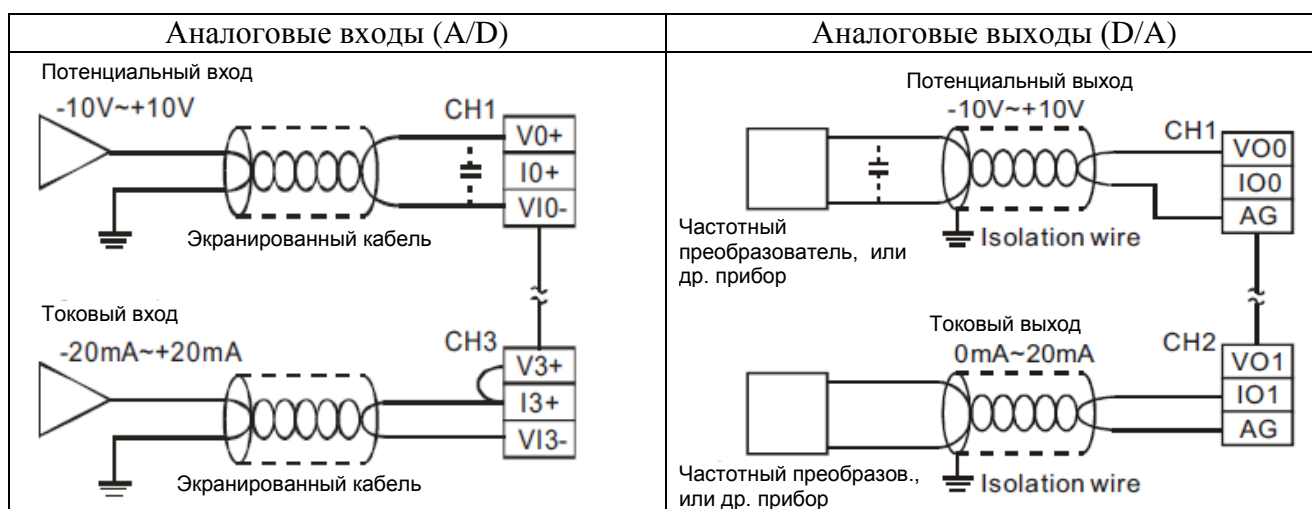 Аналоговые входы (A/D)
Потенциальный вход
-10V~+10V
CH1
V0+
I0+
VI0-
Экранированный кабель
Токовый вход
-20mA~+20mA
CH3
V3+
I3+
VI3-
Экранированный кабель
Аналоговые выходы (D/A)
Потенциальный выход
-10V~+10V
CH1
VO0
IO0
AG
Частотный
преобразователь, или
др. прибор
Isolation wire
Токовый выход
0mA~20mA
CH2
VO1
IO1
AG
Частотный преобразов.,
или др. прибор
Isolation wire